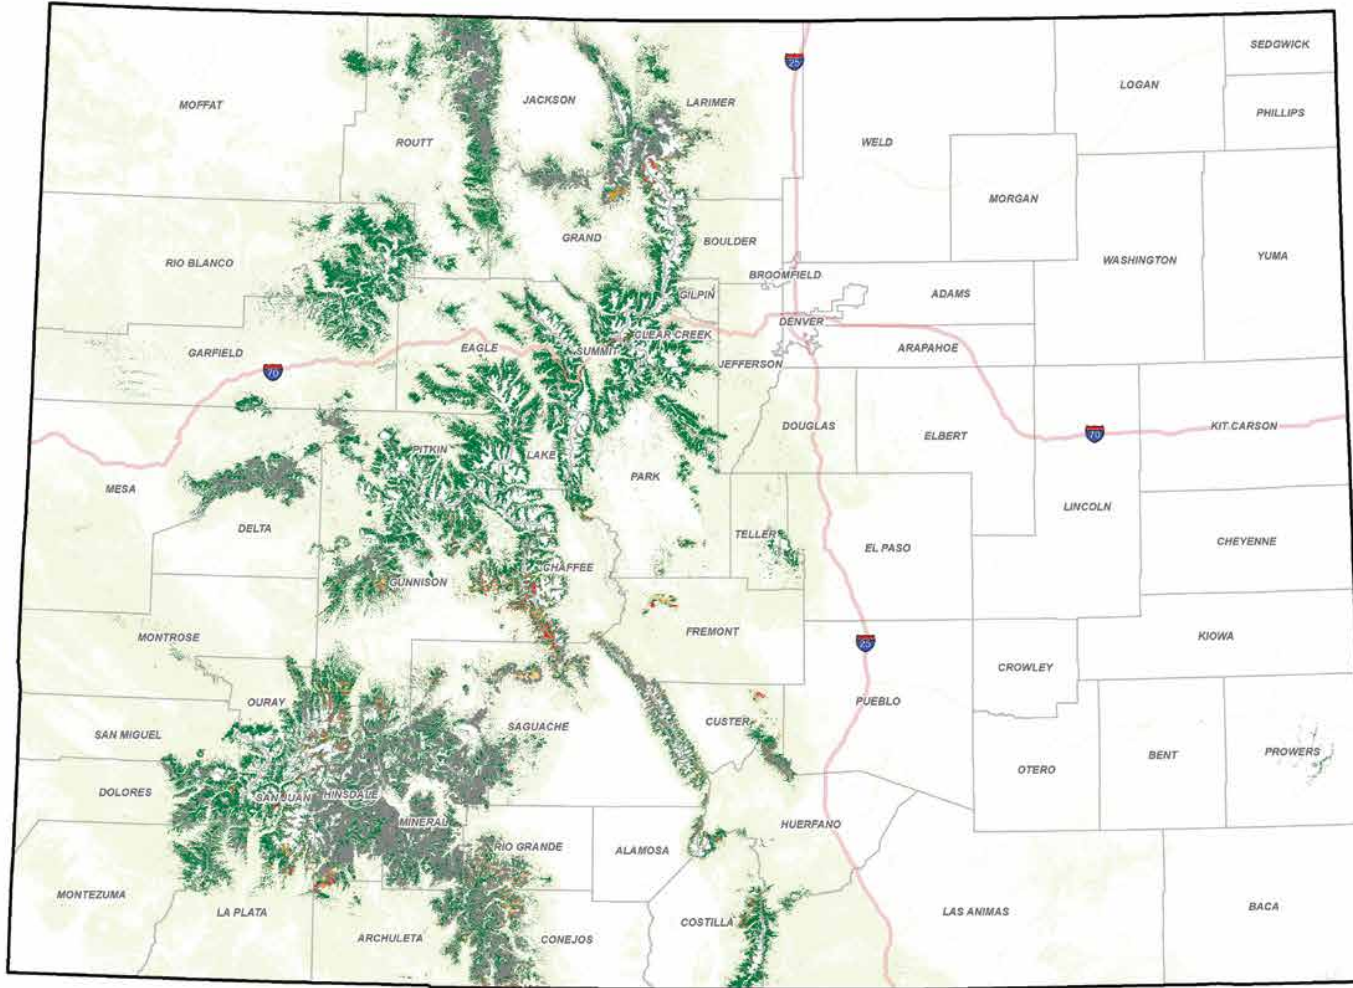 SEDGWICK
25
LOGAN
JACKSON
LARIMER
MOFFAT
PHILLIPS
ROUTT
WELD
MORGAN
GRAND
BOULDER
RIO BLANCO
WASHINGTON
YUMA
BROOMFIELD
GILPIN
ADAMS
DENVER
CLEAR CREEK
EAGLE
SUMMIT
GARFIELD
ARAPAHOE
JEFFERSON
70
DOUGLAS
KIT CARSON
ELBERT
70
PITKIN
LAKE
PARK
MESA
LINCOLN
DELTA
TELLER
EL PASO
CHEYENNE
CHAFFEE
GUNNISON
FREMONT
MONTROSE
KIOWA
25
CROWLEY
OURAY
PUEBLO
CUSTER
SAGUACHE
SAN MIGUEL
BENT
PROWERS
OTERO
DOLORES
SAN JUAN
HINSDALE
MINERAL
HUERFANO
RIO GRANDE
ALAMOSA
MONTEZUMA
LA PLATA
COSTILLA
LAS ANIMAS
BACA
ARCHULETA
CONEJOS